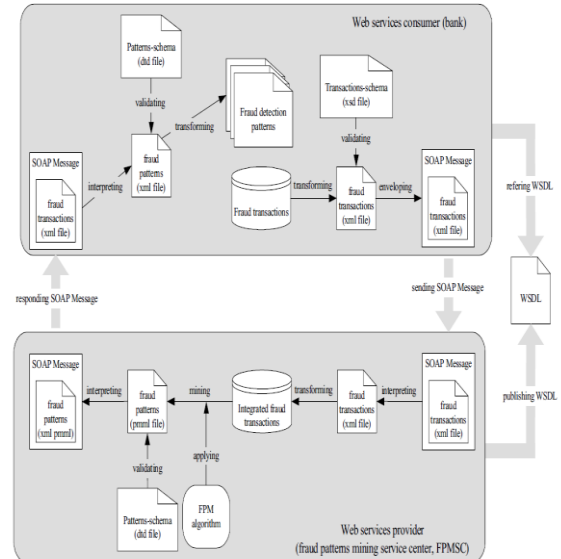 Web services consumer (bank)
Patterns-schema
(dtd file)
validating
transforming
Fraud detection
patterns
Transactions-schema
(xsd file)
validating
SOAP Message
fraud
transactions
(xml file)
interpreting
fraud
patterns
(xml file)
Fraud transactions
transforming
fraud
transactions
(xml file)
enveloping
SOAP Message
fraud
transactions
(xml file)
refering WSDL
WSDL
responding SOAP Message
sending SOAP Message
publishing WSDL
SOAP Message
fraud
patterns
(xml pmml)
interpreting
fraud
patterns
(pmml file)
mining
Integrated fraud
transactions
transforming
fraud
transactions
(xml file)
interpreting
SOAP Message
fraud
transactions
(xml file)
validating
applying
Patterns-schema
(dtd file)
FPM
algorithm
Web services provider
(fraud patterns mining service center, FPMSC)